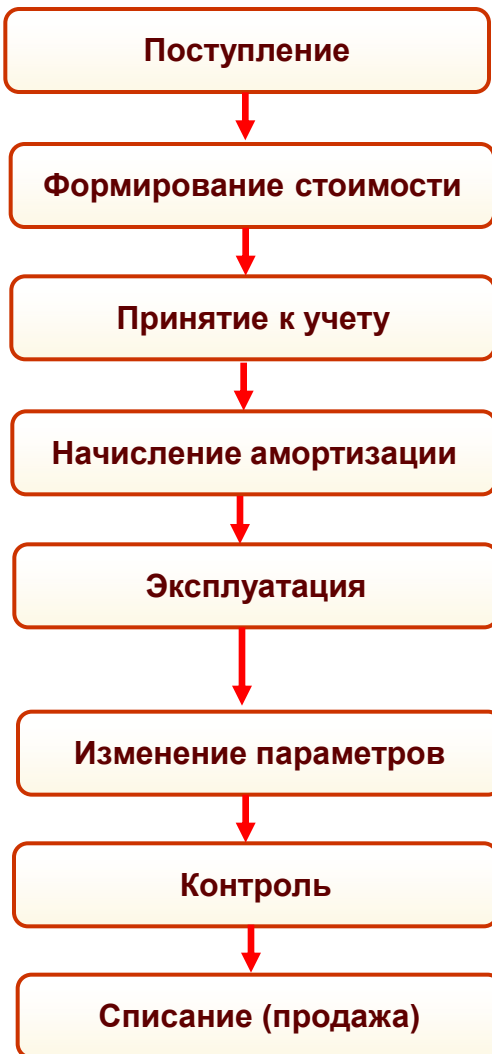 Поступление
Формирование стоимости
Принятие к учету
Начисление амортизации
Эксплуатация
Изменение параметров
Контроль
Списание (продажа)